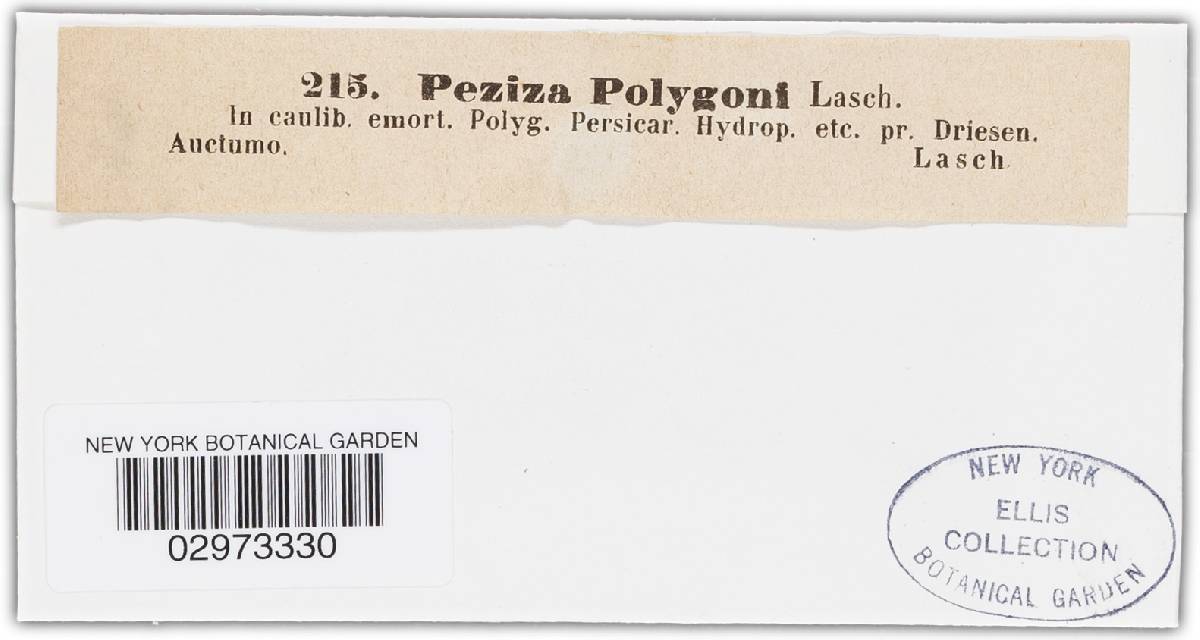 215. Peziza Polygoni Lasch.
In caulib. emort. Polyg. Persicar. Hydrop. etc. pr. Driesen.
Auctumo.
Lasch
NEW YORK BOTANICAL GARDEN
02973330
NEW YORK
ELLIS
COLLECTION
BOTANICAL GARDEN